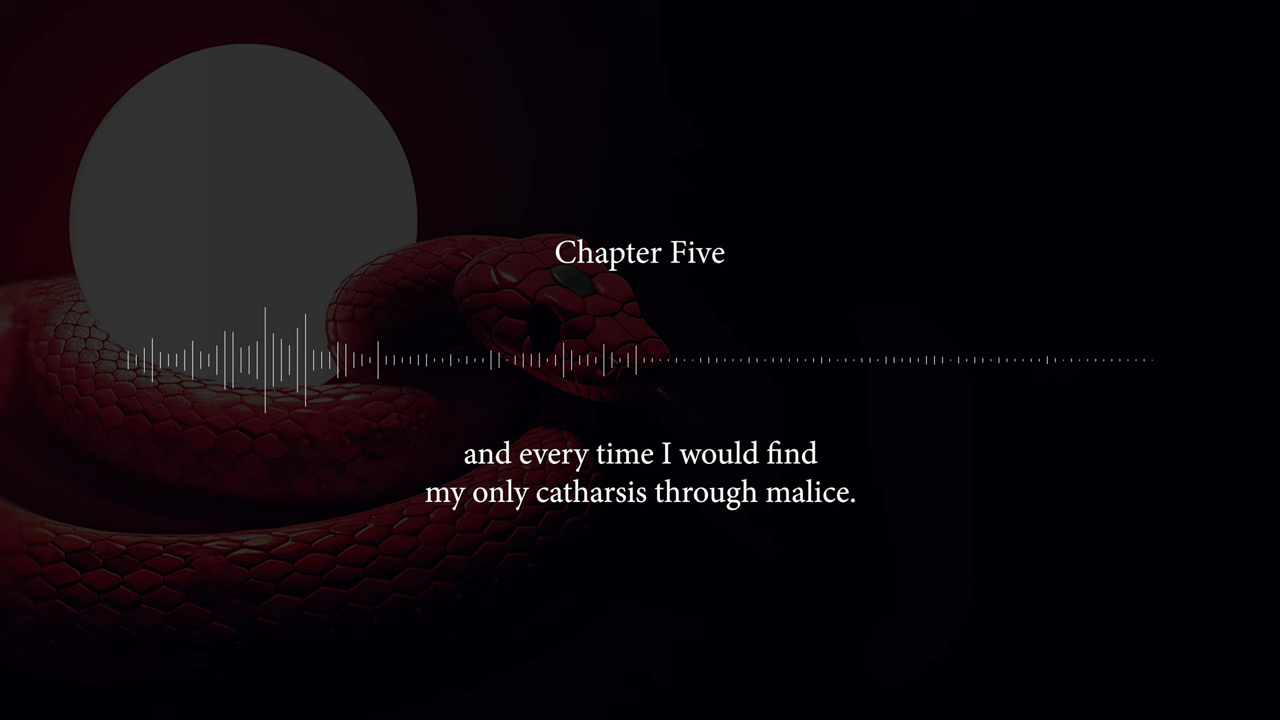 Chapter Five
and every time I would find
my only catharsis through malice.